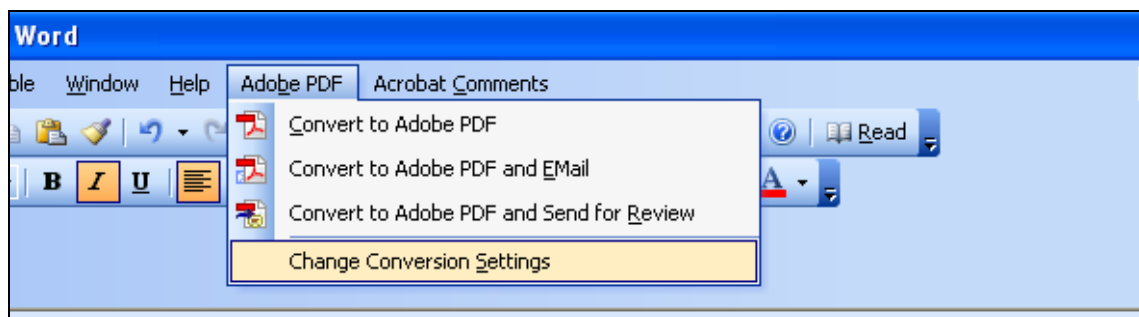 Word
ble Window Help Adobe PDF Acrobat Comments
Convert to Adobe PDF
Read
B I U
Convert to Adobe PDF and EMail
A
Convert to Adobe PDF and Send for Review
Change Conversion Settings